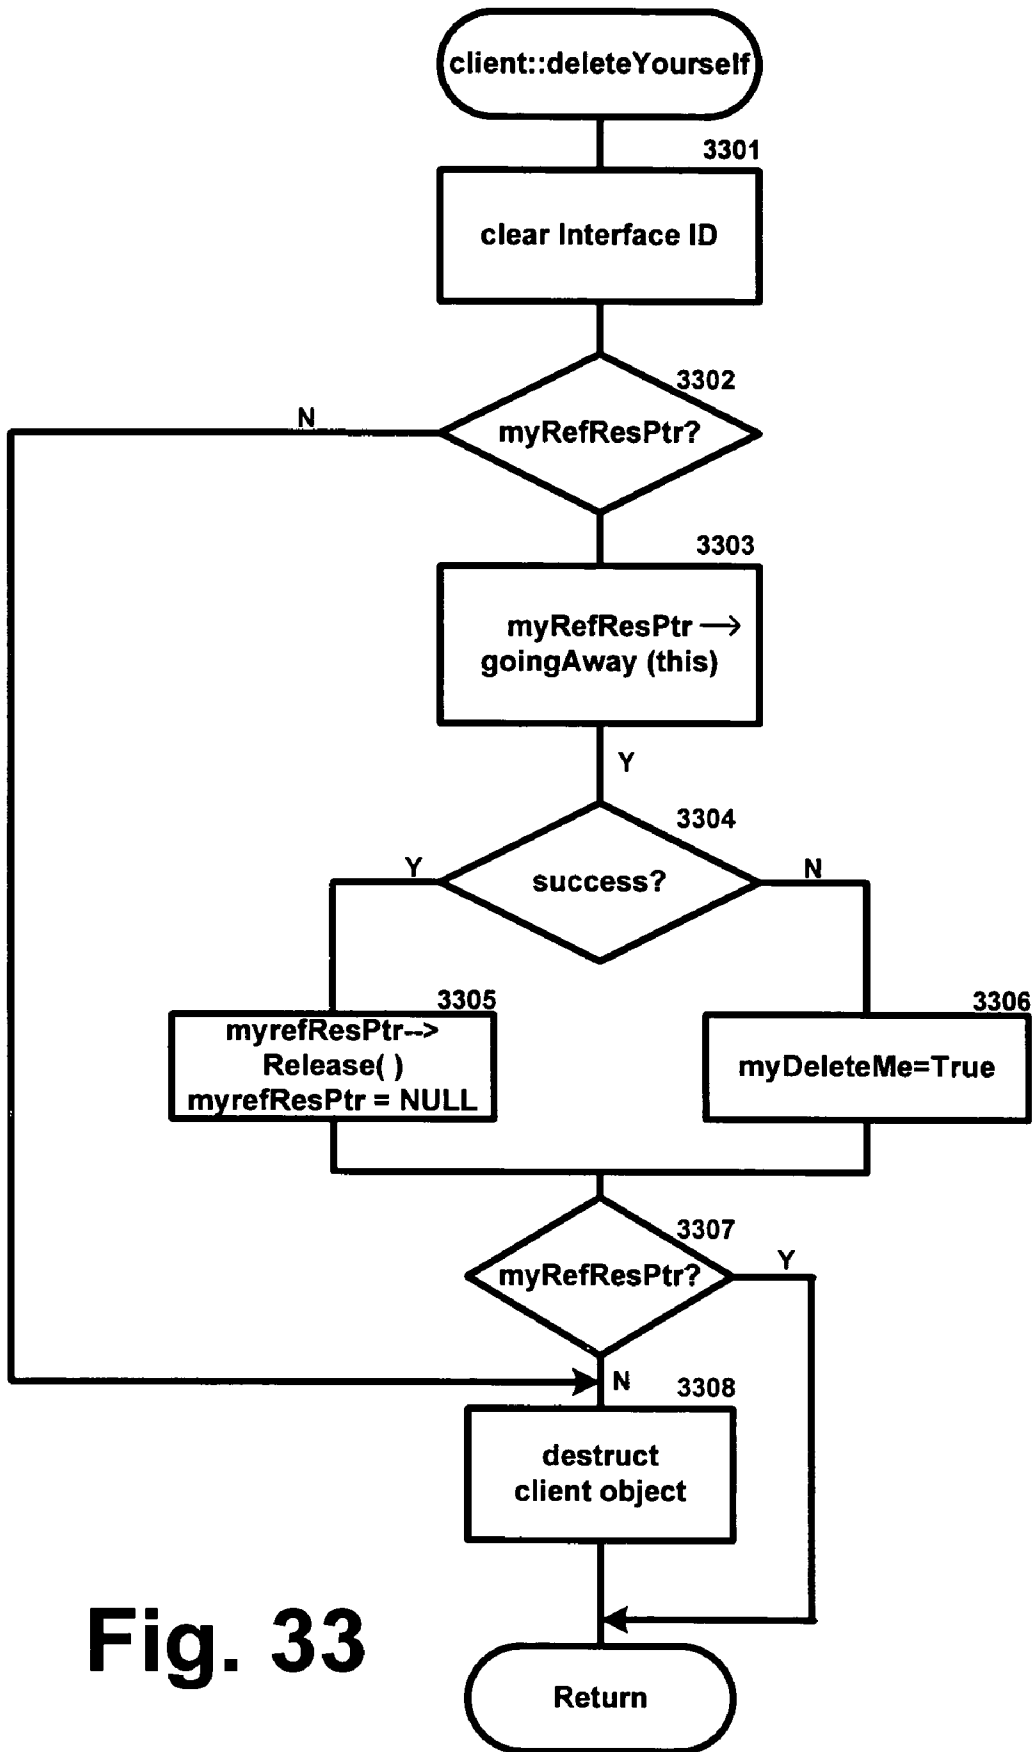 client::deleteYourself
3301
clear Interface ID
3302
N
myRefResPtr?
3303
myRefResPtr →
goingAway (this)
Y
3304
Y
success?
N
3305
myrefResPtr-->
Release( )
myrefResPtr = NULL
3306
myDeleteMe=True
3307
myRefResPtr?
Y
N
3308
destruct
client object
Fig. 33
Return